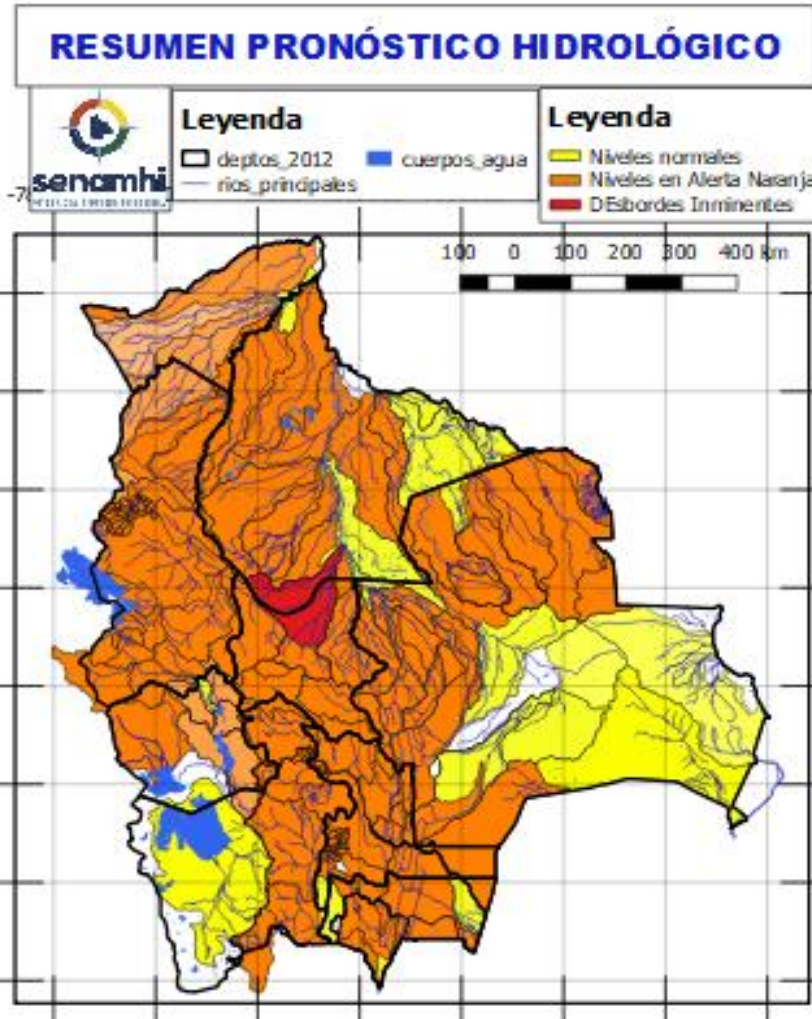 RESUMEN PRONÓSTICO HIDROLÓGICO
senamhi
Leyenda
deptos_2012
cuerpos_agua
rios_principales
Leyenda
Niveles normales
Niveles en Alerta Naranja
DEsbordes Inminentes
100 0 100 200 300 400 km